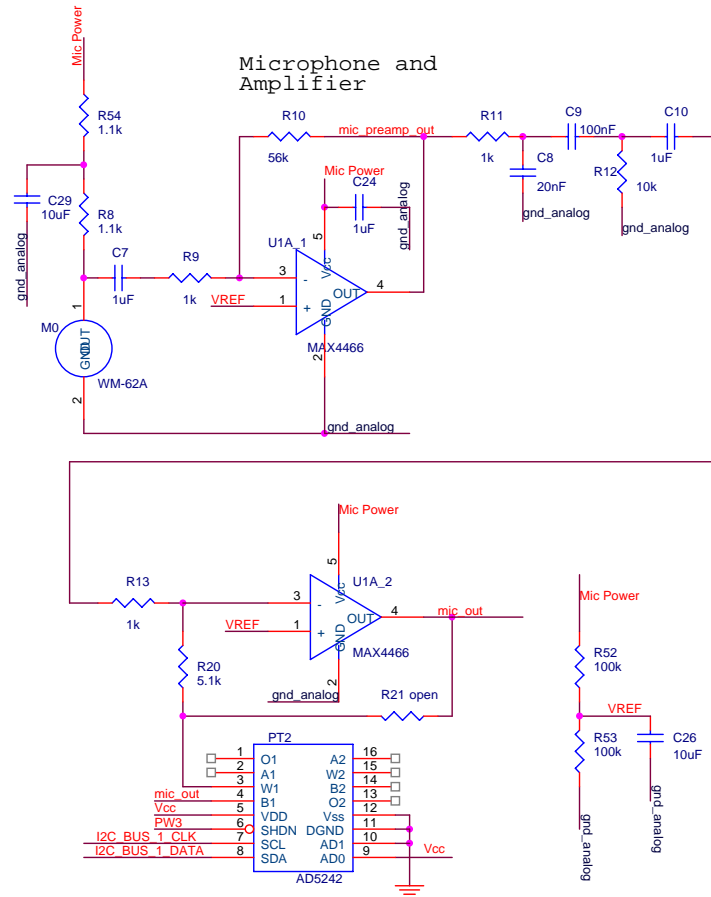 Mic Power
Microphone and
Amplifier
R54
1.1k
C29
10uF
gnd_analog
R8
1.1k
C7
1uF
R9
1k
R10
56k
mic_preamp_out
Mic Power
C24
1uF
gnd_analog
U1A_1
5
Vcc
3
-
VREF
1
+
OUT
4
GND
2
MAX4466
gnd_analog
R11
1k
C8
20nF
gnd_analog
C9
100nF
R12
10k
gnd_analog
C10
1uF
1
M0
OUT
GND
WM-62A
2
Mic Power
R13
1k
5
Vcc
U1A_2
3
-
VREF
1
+
OUT
4
mic_out
GND
2
MAX4466
gnd_analog
R20
5.1k
R21 open
Mic Power
R52
100k
VREF
R53
100k
C26
10uF
gnd_analog
gnd_analog
PT2
1
O1
A2
16
2
A1
W2
15
3
W1
B2
14
mic_out
4
B1
O2
13
Vcc
5
VDD
Vss
12
PW3
6
SHDN
DGND
11
I2C_BUS_1_CLK
7
SCL
AD1
10
I2C_BUS_1_DATA
8
SDA
AD0
9
Vcc
AD5242